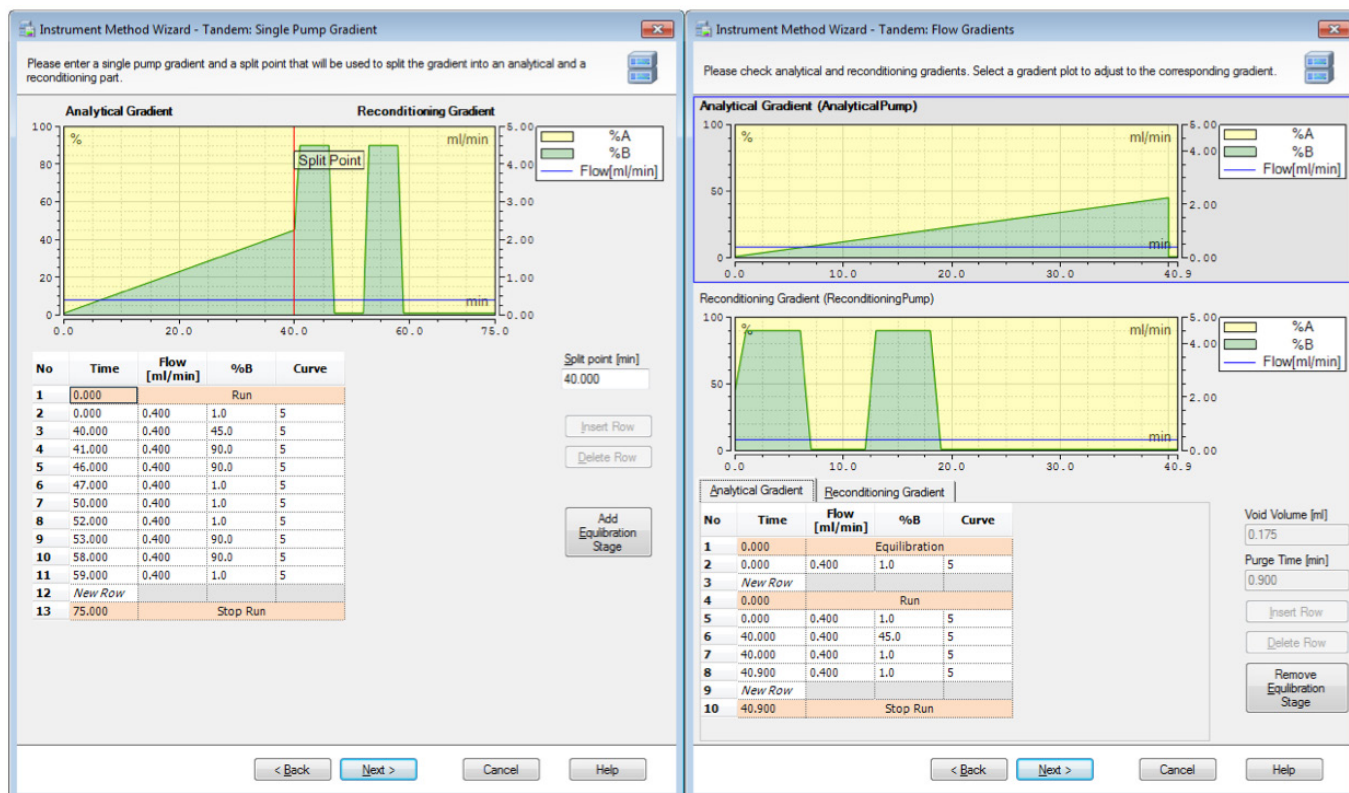 Instrument Method Wizard - Tandem: Single Pump Gradient
Please enter a single pump gradient and a split point that will be used to split the gradient into an analytical and a
reconditioning part.
Analytical Gradient Reconditioning Gradient
100 % ml/min 5.00
80 4.00
60 3.00
40 2.00
20 1.00
0 min 0.00
Split Point
0.0 20.0 40.0 60.0 75.0
%A
%B
Flow[ml/min]
No Time Flow [ml/min] %B Curve
1 0.000 Run
2 0.000 0.400 1.0 5
3 40.000 0.400 45.0 5
4 41.000 0.400 90.0 5
5 46.000 0.400 90.0 5
6 47.000 0.400 1.0 5
7 50.000 0.400 1.0 5
8 52.000 0.400 1.0 5
9 53.000 0.400 90.0 5
10 58.000 0.400 90.0 5
11 59.000 0.400 1.0 5
12 New Row
13 75.000 Stop Run
Split point [min]
40.000
Insert Row
Delete Row
Add
Equlibration
Stage
< Back Next > Cancel Help
Instrument Method Wizard - Tandem: Flow Gradients
Please check analytical and reconditioning gradients. Select a gradient plot to adjust to the corresponding gradient.
Analytical Gradient (AnalyticalPump)
100 % ml/min 5.00
4.00
50
2.00
0 min 0.00
0.0 10.0 20.0 30.0 40.9
%A
%B
Flow[ml/min]
Reconditioning Gradient (ReconditioningPump)
100 % ml/min 5.00
4.00
50
2.00
0 min 0.00
0.0 10.0 20.0 30.0 40.9
%A
%B
Flow[ml/min]
Analytical Gradient Reconditioning Gradient
No Time Flow [ml/min] %B Curve
1 0.000 Equilibration
2 0.000 0.400 1.0 5
3 New Row
4 0.000 Run
5 0.000 0.400 1.0 5
6 40.000 0.400 45.0 5
7 40.000 0.400 1.0 5
8 40.900 0.400 1.0 5
9 New Row
10 40.900 Stop Run
Void Volume [ml]
0.175
Purge Time [min]
0.900
Insert Row
Delete Row
Remove
Equlibration
Stage
< Back Next > Cancel Help